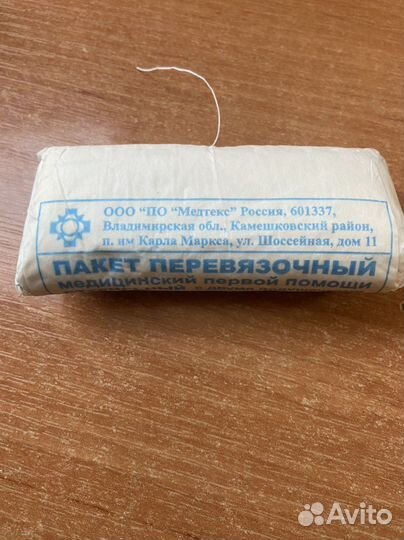 ООО "ПО "Медтекс" Россия, 601337,
Владимирская обл., Камешковский район,
п. им Карла Маркса, ул. Шоссейная, дом 11
ПАКЕТ ПЕРЕВЯЗОЧНЫЙ
медицинский первой помощи
с двумя
Avito